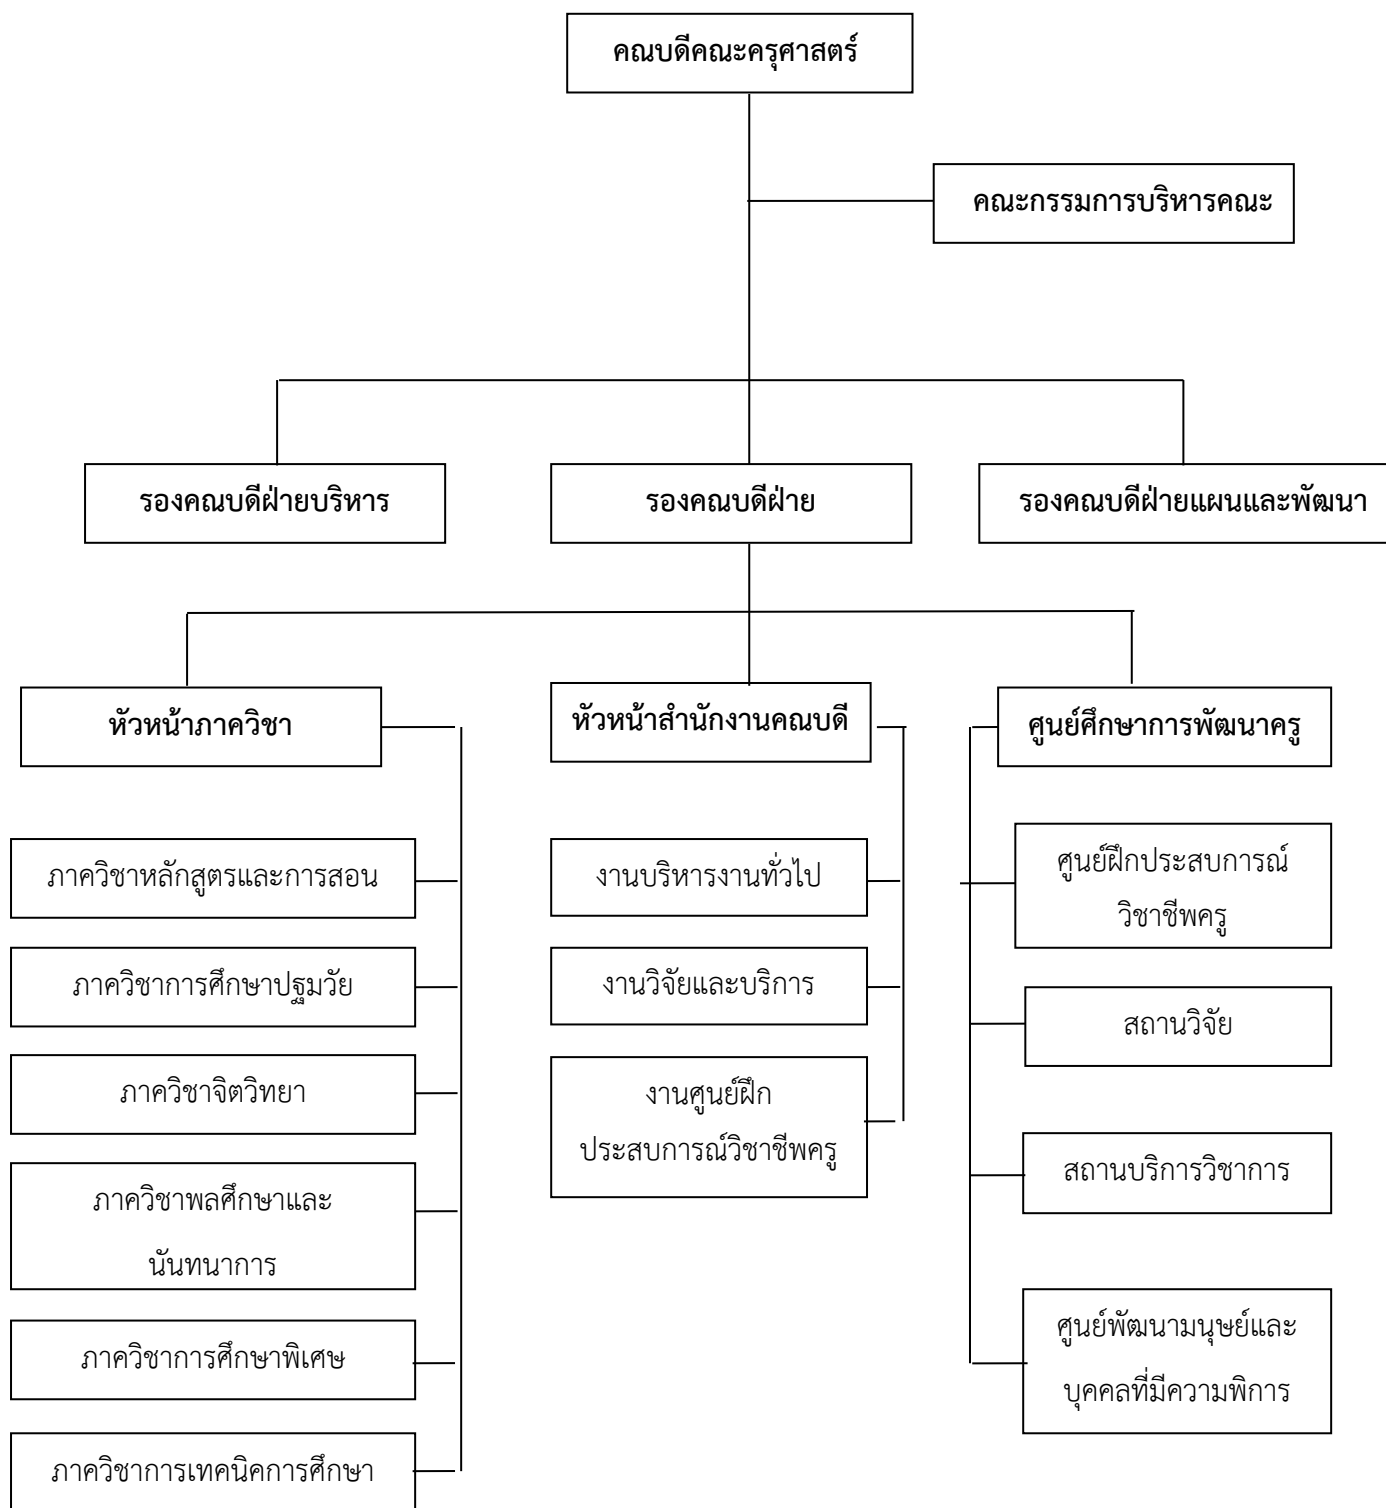 คณบดีคณะครุศาสตร์
คณะกรรมการบริหารคณะ
รองคณบดีฝ่ายบริหาร
รองคณบดีฝ่าย
รองคณบดีฝ่ายแผนและพัฒนา
หัวหน้าภาควิชา
หัวหน้าสำนักงานคณบดี
ศูนย์ศึกษาการพัฒนาครู
ภาควิชาหลักสูตรและการสอน
ภาควิชาการศึกษาปฐมวัย
ภาควิชาจิตวิทยา
ภาควิชาพลศึกษาและ
นันทนาการ
ภาควิชาการศึกษาพิเศษ
ภาควิชาการเทคนิคการศึกษา
งานบริหารงานทั่วไป
งานวิจัยและบริการ
งานศูนย์ฝึก
ประสบการณ์วิชาชีพครู
ศูนย์ฝึกประสบการณ์
วิชาชีพครู
สถานวิจัย
สถานบริการวิชาการ
ศูนย์พัฒนามนุษย์และ
บุคคลที่มีความพิการ